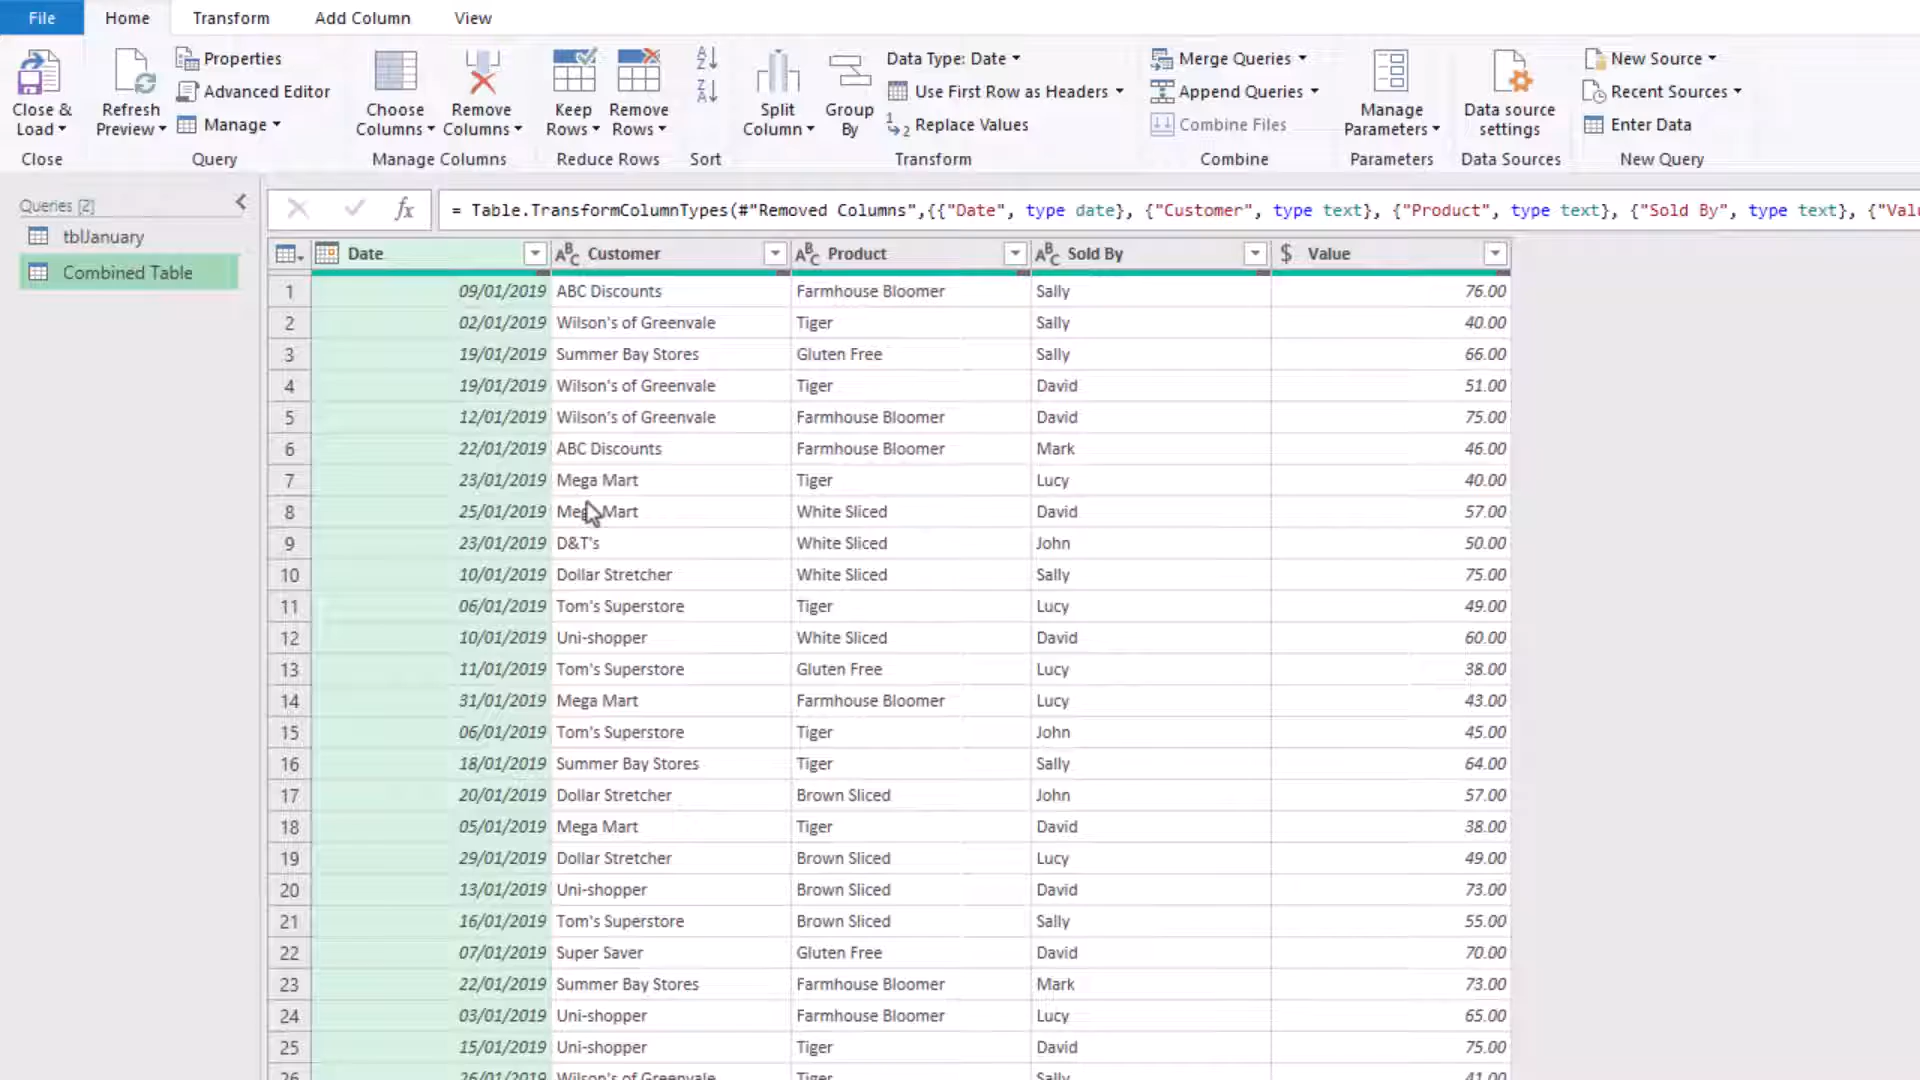 File Home Transform Add Column View
Close & Load Refresh Preview Properties Advanced Editor Manage Choose Columns Remove Columns Keep Rows Remove Rows Split Column Group By Data Type: Date Use First Row as Headers Replace Values Merge Queries Append Queries Combine Files Manage Parameters Data source settings New Source Recent Sources Enter Data
Close Query Manage Columns Reduce Rows Sort Transform Combine Parameters Data Sources New Query
Queries [2]
tblJanuary
Combined Table
fx = Table.TransformColumnTypes(#"Removed Columns",{{"Date", type date}, {"Customer", type text}, {"Product", type text}, {"Sold By", type text}, {"Valu
Date ABC Customer ABC Product ABC Sold By $ Value
1 09/01/2019 ABC Discounts Farmhouse Bloomer Sally 76.00
2 02/01/2019 Wilson's of Greenvale Tiger Sally 40.00
3 19/01/2019 Summer Bay Stores Gluten Free Sally 66.00
4 19/01/2019 Wilson's of Greenvale Tiger David 51.00
5 12/01/2019 Wilson's of Greenvale Farmhouse Bloomer David 75.00
6 22/01/2019 ABC Discounts Farmhouse Bloomer Mark 46.00
7 23/01/2019 Mega Mart Tiger Lucy 40.00
8 25/01/2019 Mega Mart White Sliced David 57.00
9 23/01/2019 D&T's White Sliced John 50.00
10 10/01/2019 Dollar Stretcher White Sliced Sally 75.00
11 06/01/2019 Tom's Superstore Tiger Lucy 49.00
12 10/01/2019 Uni-shopper White Sliced David 60.00
13 11/01/2019 Tom's Superstore Gluten Free Lucy 38.00
14 31/01/2019 Mega Mart Farmhouse Bloomer Lucy 43.00
15 06/01/2019 Tom's Superstore Tiger John 45.00
16 18/01/2019 Summer Bay Stores Tiger Sally 64.00
17 20/01/2019 Dollar Stretcher Brown Sliced John 57.00
18 05/01/2019 Mega Mart Tiger David 38.00
19 29/01/2019 Dollar Stretcher Brown Sliced Lucy 49.00
20 13/01/2019 Uni-shopper Brown Sliced David 73.00
21 16/01/2019 Tom's Superstore Brown Sliced Sally 55.00
22 07/01/2019 Super Saver Gluten Free David 70.00
23 22/01/2019 Summer Bay Stores Farmhouse Bloomer Mark 73.00
24 03/01/2019 Uni-shopper Farmhouse Bloomer Lucy 65.00
25 15/01/2019 Uni-shopper Tiger David 75.00
26 26/01/2019 Wilson's of Greenvale Tiger Sally 41.00